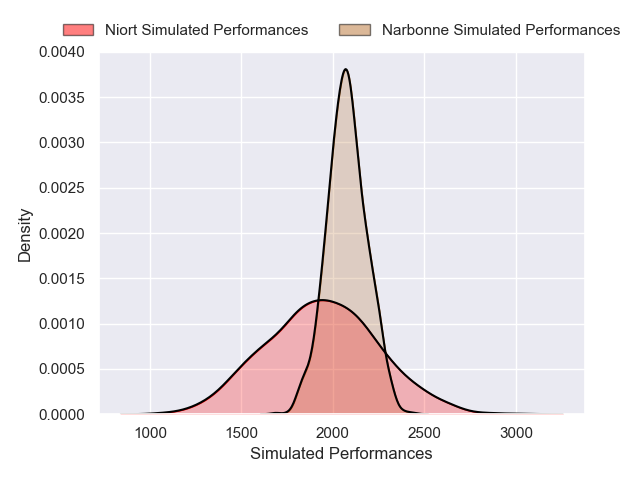 Niort Simulated Performances Narbonne Simulated Performances
0.0040
0.0035
0.0030
0.0025
0.0020
0.0015
0.0010
0.0005
0.0000
Density
1000 1500 2000 2500 3000
Simulated Performances